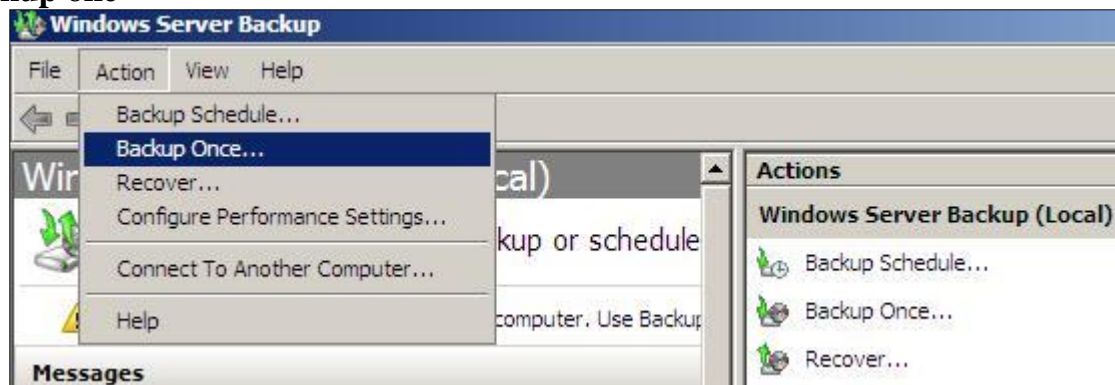 Windows Server Backup
File Action View Help
Backup Schedule...
Backup Once...
Recover...
Configure Performance Settings...
Connect To Another Computer...
Help
cal)
kup or schedule
computer. Use Backup
Messages
Actions
Windows Server Backup (Local)
Backup Schedule...
Backup Once...
Recover...